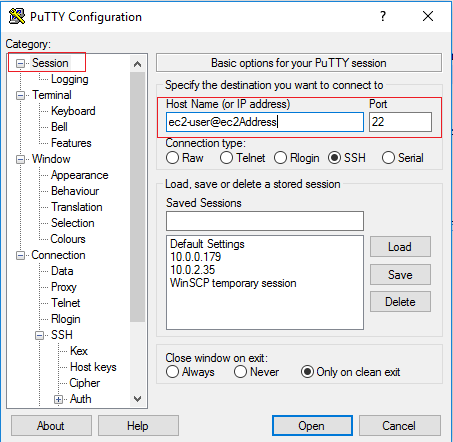 PuTTY Configuration
Category:
Session
Logging
Terminal
Keyboard
Bell
Features
Window
Appearance
Behaviour
Translation
Selection
Colours
Connection
Data
Proxy
Telnet
Rlogin
SSH
Kex
Host keys
Cipher
Auth
Basic options for your PuTTY session
Specify the destination you want to connect to
Host Name (or IP address) Port
ec2-user@ec2Address 22
Connection type:
Raw Telnet Rlogin SSH Serial
Load, save or delete a stored session
Saved Sessions
Default Settings
10.0.0.179
10.0.2.35
WinSCP temporary session
Load
Save
Delete
Close window on exit:
Always Never Only on clean exit
About Help Open Cancel